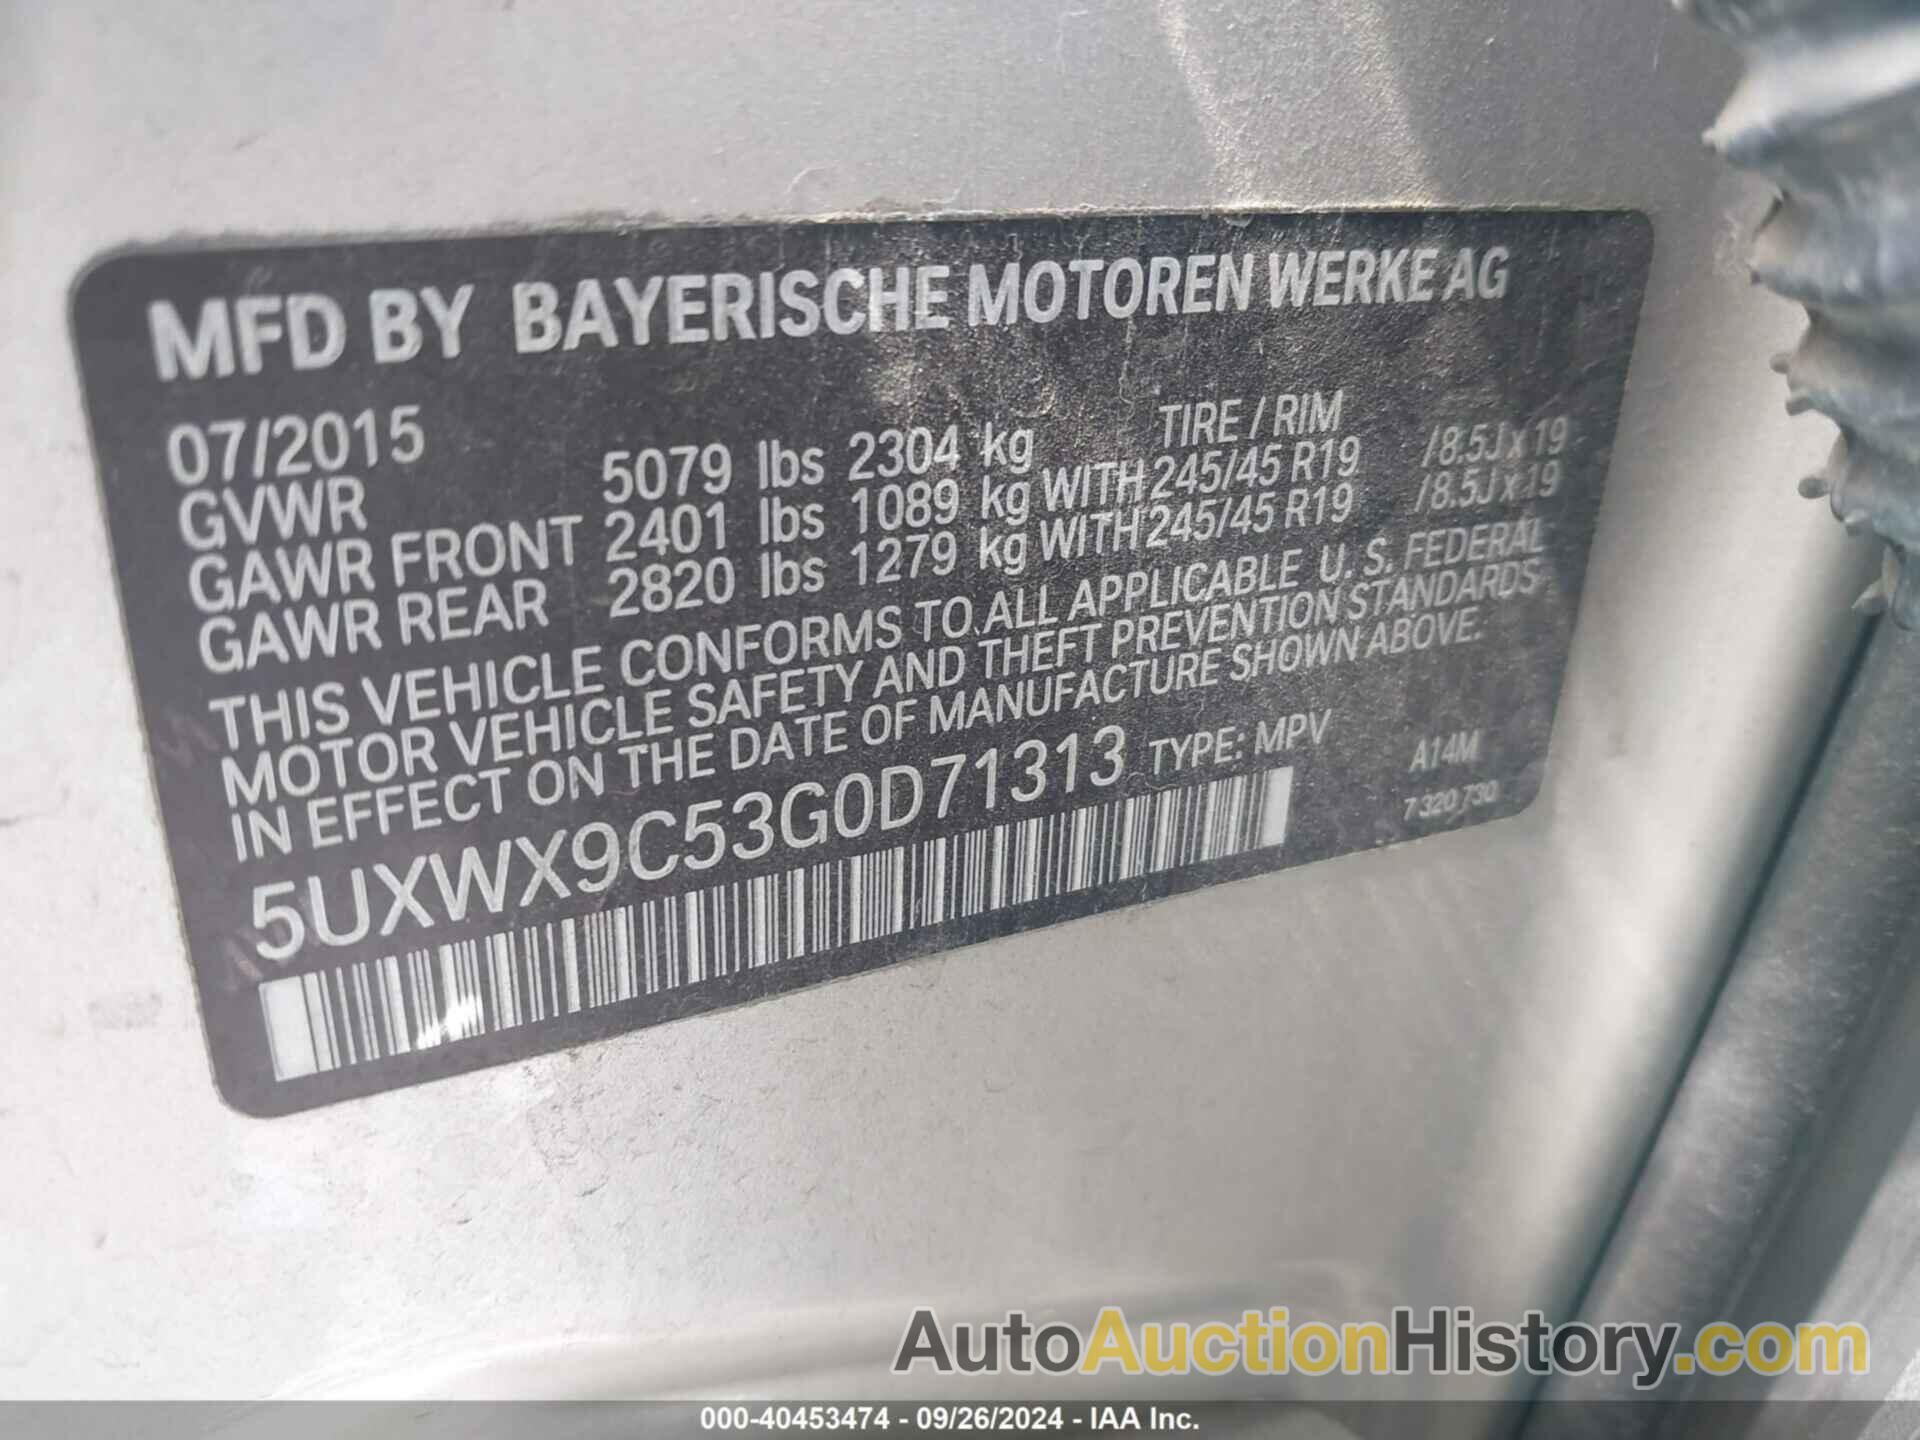 MFD BY BAYERISCHE MOTOREN WERKE AG
07/2015 TIRE / RIM
GVWR 5079 lbs 2304 kg
GAWR FRONT 2401 lbs 1089 kg WITH 245/45 R19 /8.5J x 19
GAWR REAR 2820 lbs 1279 kg WITH 245/45 R19 /8.5J x 19
THIS VEHICLE CONFORMS TO ALL APPLICABLE U. S. FEDERAL
MOTOR VEHICLE SAFETY AND THEFT PREVENTION STANDARDS
IN EFFECT ON THE DATE OF MANUFACTURE SHOWN ABOVE.
5UXWX9C53G0D71313 TYPE: MPV A14M
7 320 730
AutoAuctionHistory.com
000-40453474 - 09/26/2024 - IAA Inc.